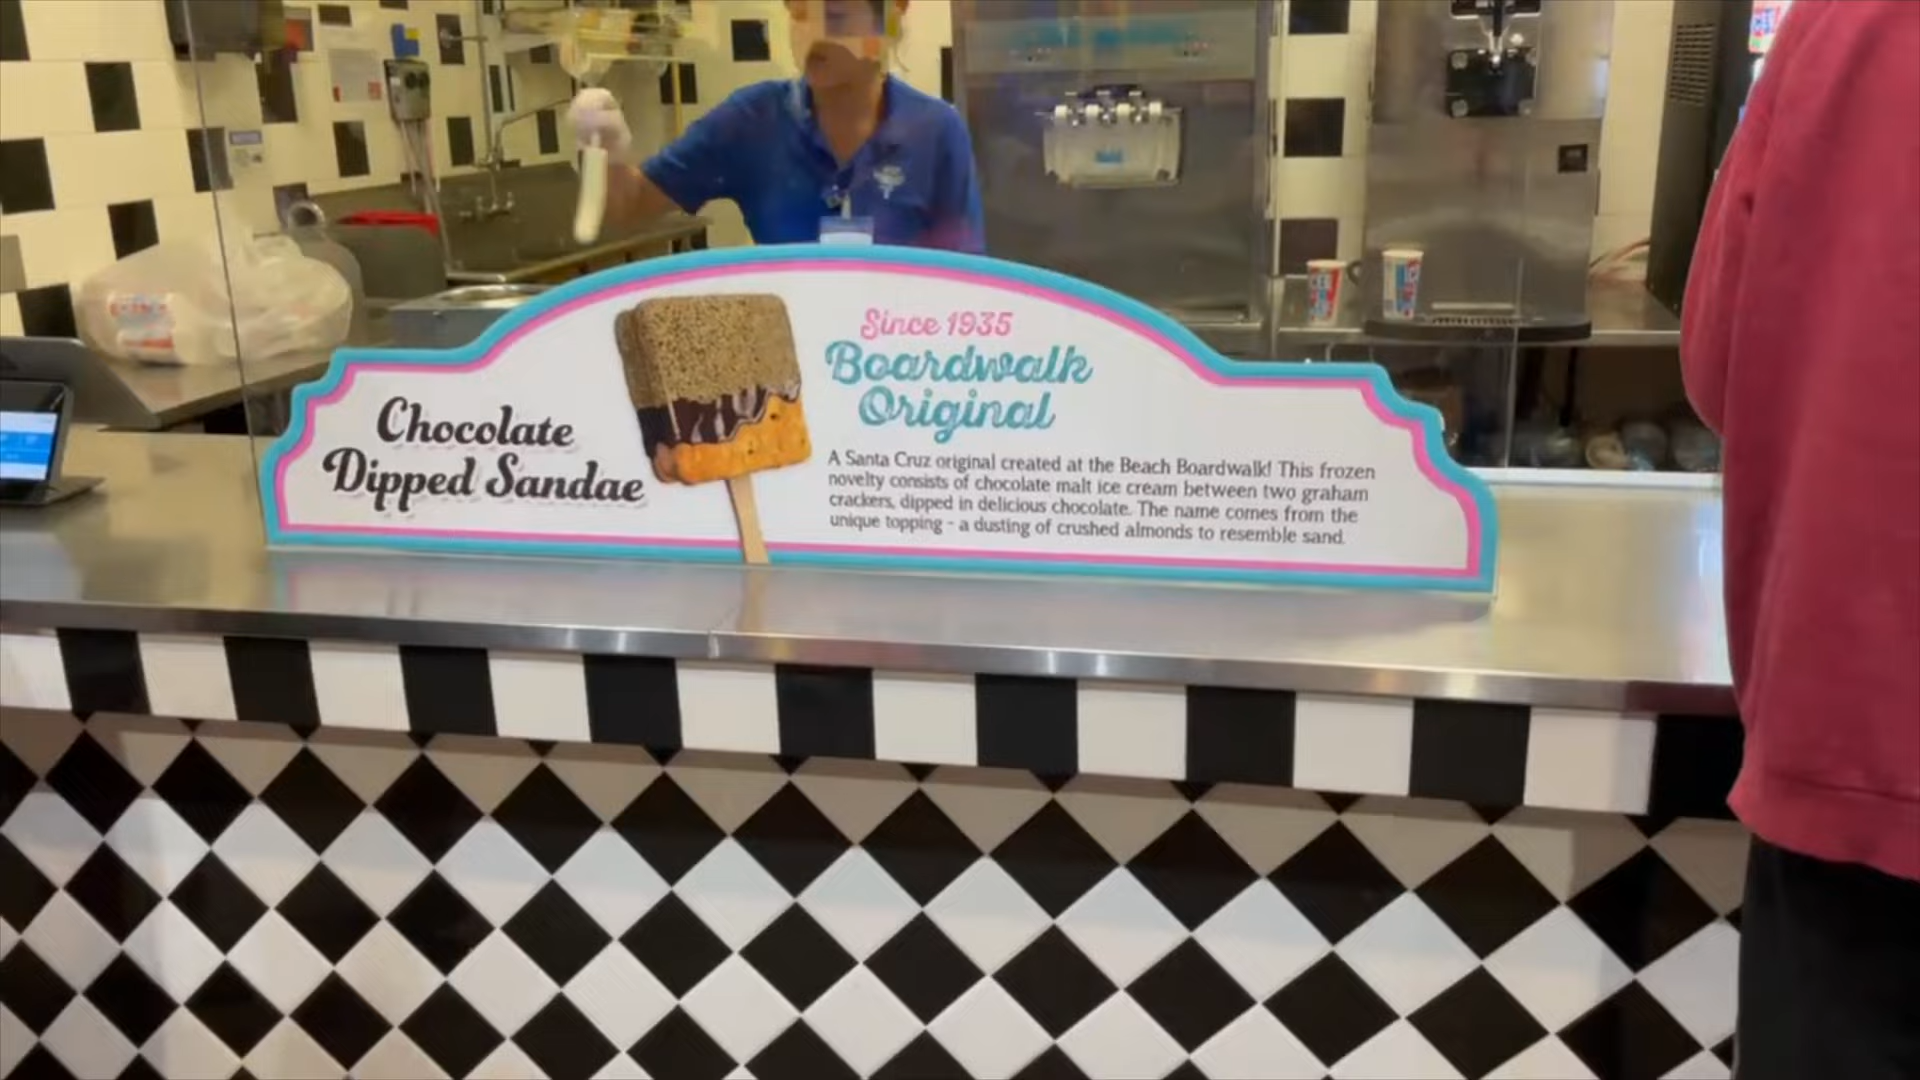 Chocolate
Dipped Sandae
Since 1935
Boardwalk
Original
A Santa Cruz original created at the Beach Boardwalk! This frozen
novelty consists of chocolate malt ice cream between two graham
crackers, dipped in delicious chocolate. The name comes from the
unique topping - a dusting of crushed almonds to resemble sand.